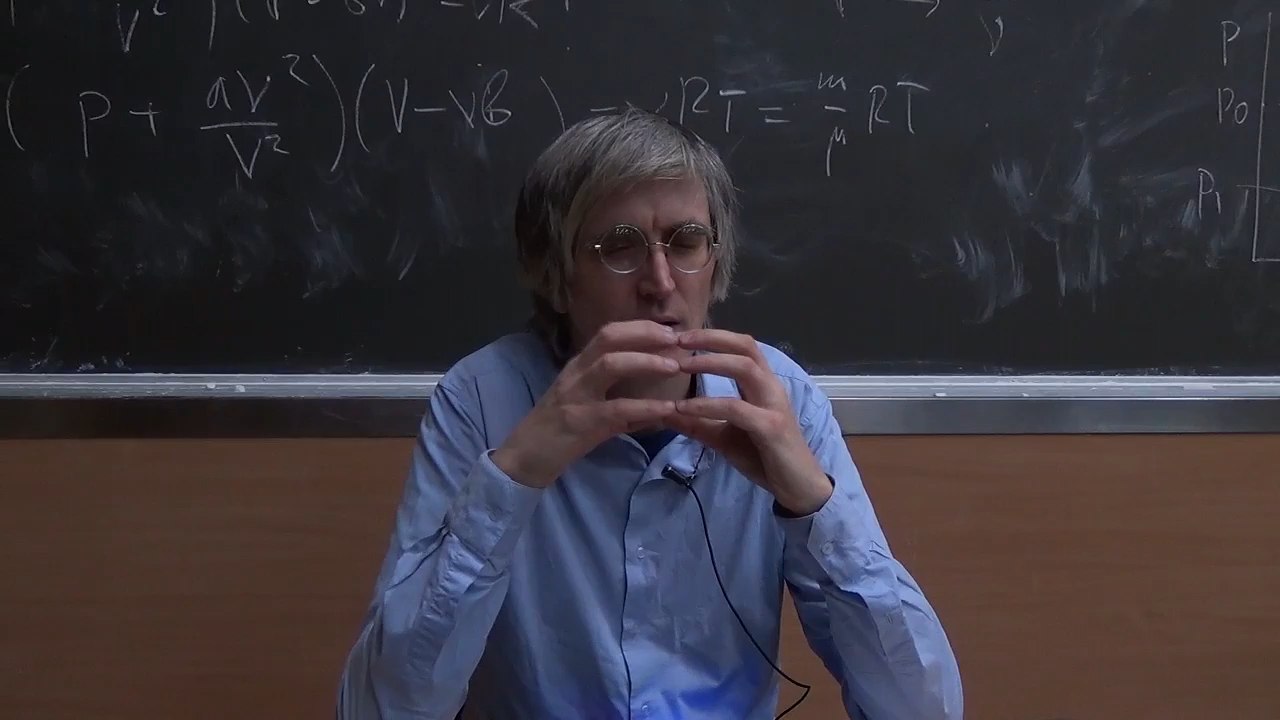 (P + aν²/V²)(V − νb) = νRT = m/μ RT
P
P₀
P₁